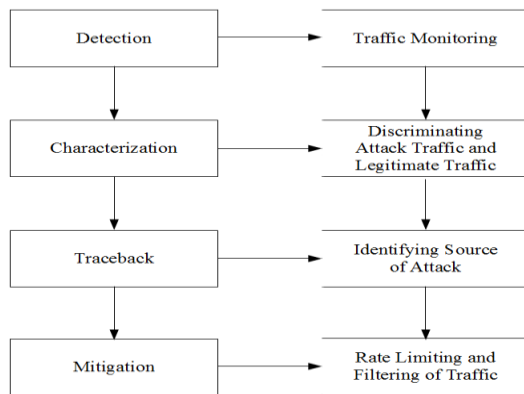 Detection
Traffic Monitoring
Characterization
Discriminating
Attack Traffic and
Legitimate Traffic
Traceback
Identifying Source
of Attack
Mitigation
Rate Limiting and
Filtering of Traffic